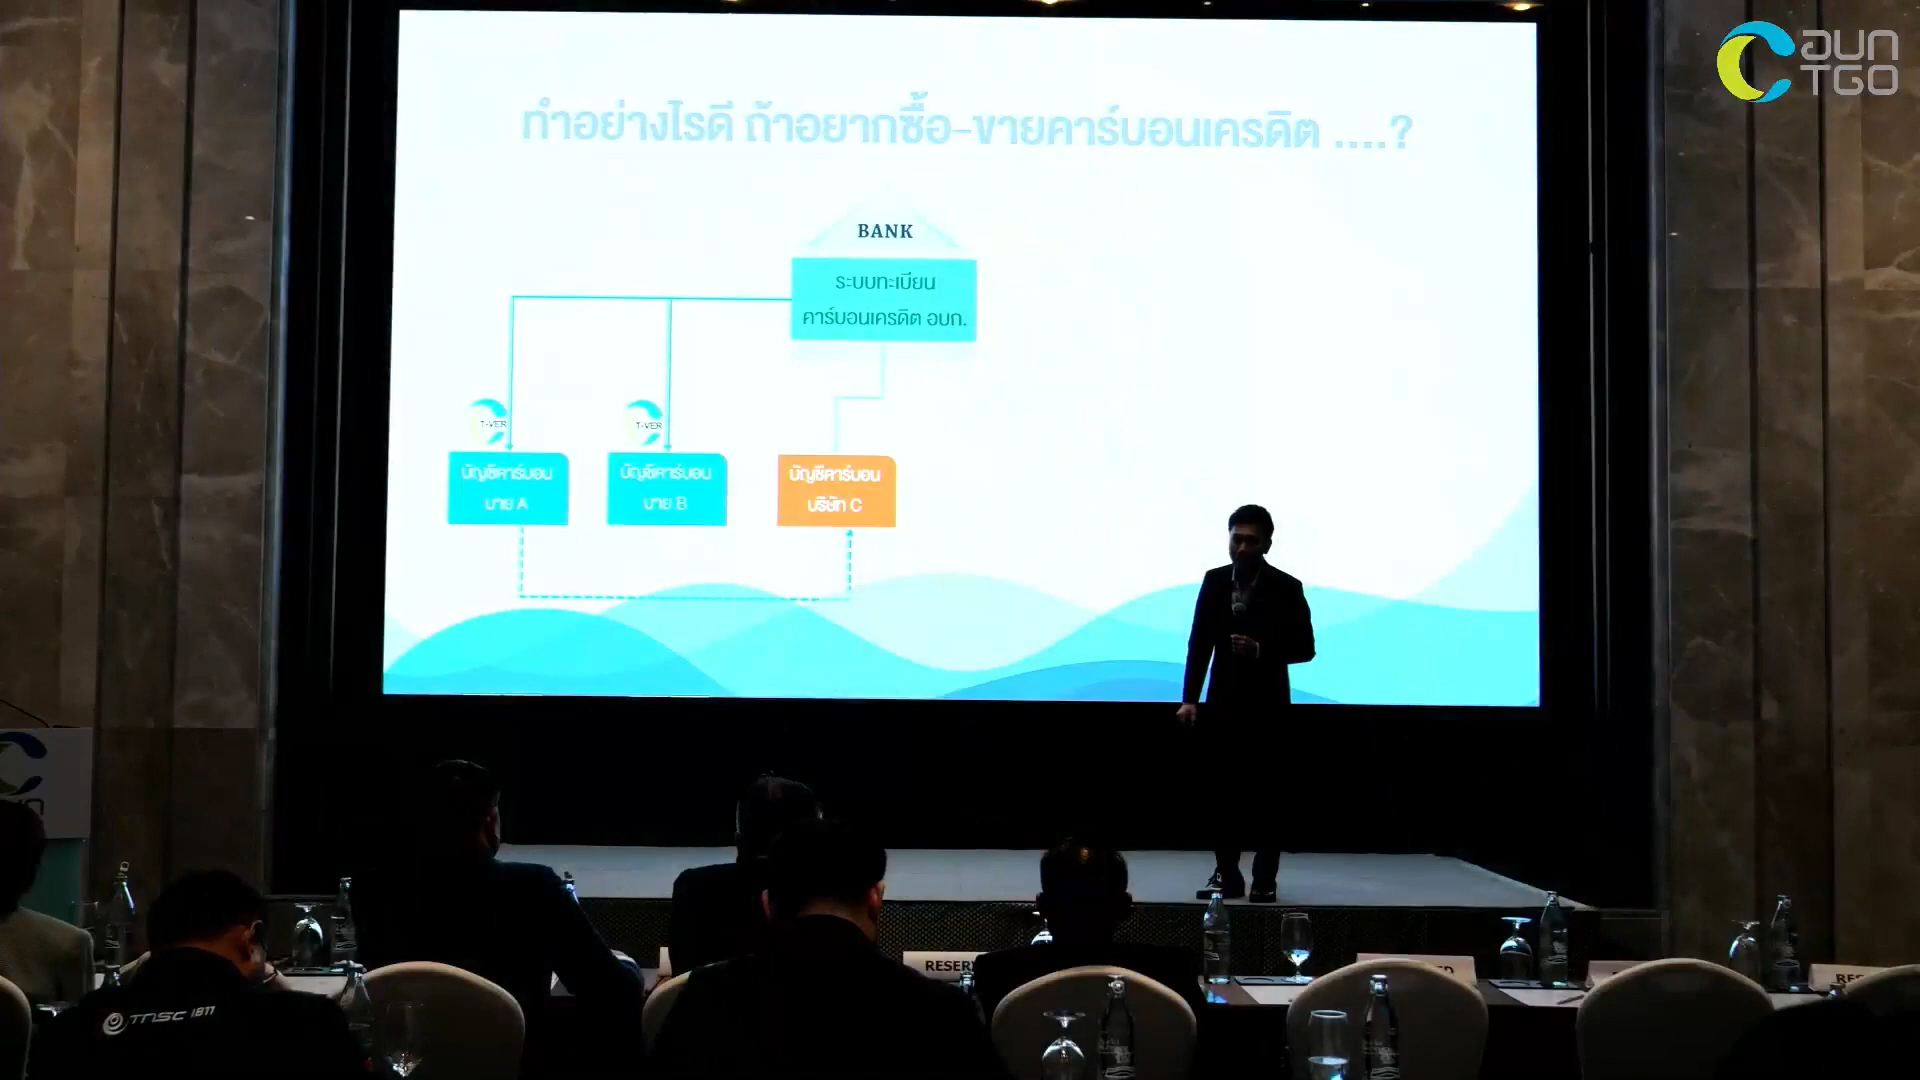 อบก
TGO
ทำอย่างไรดี ถ้าอยากซื้อ-ขายคาร์บอนเครดิต ....?
BANK
ระบบทะเบียน
คาร์บอนเครดิต อบก.
T-VER
T-VER
บัญชีคาร์บอน
นาย A
บัญชีคาร์บอน
นาย B
บัญชีคาร์บอน
บริษัท C